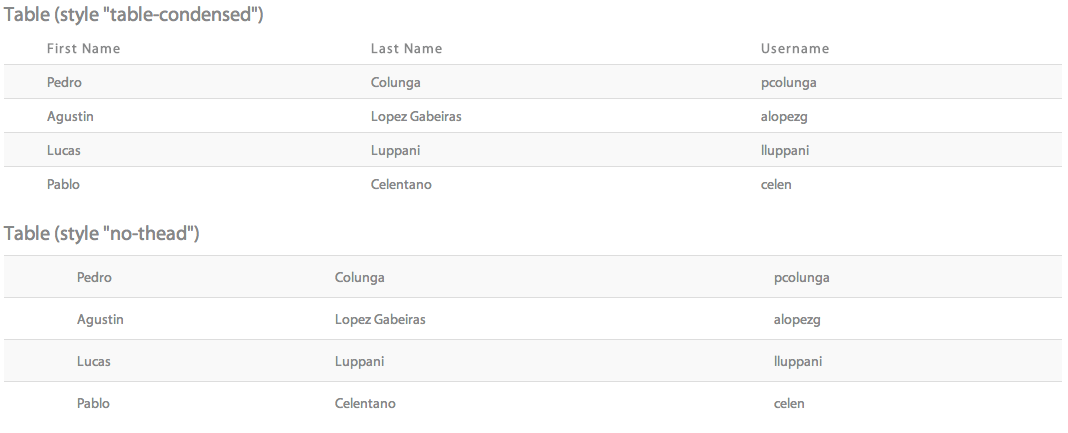 Table (style "table-condensed")
First Name Last Name Username
Pedro Colunga pcolunga
Agustin Lopez Gabeiras alopezg
Lucas Luppani lluppani
Pablo Celentano celen
Table (style "no-thead")
Pedro Colunga pcolunga
Agustin Lopez Gabeiras alopezg
Lucas Luppani lluppani
Pablo Celentano celen